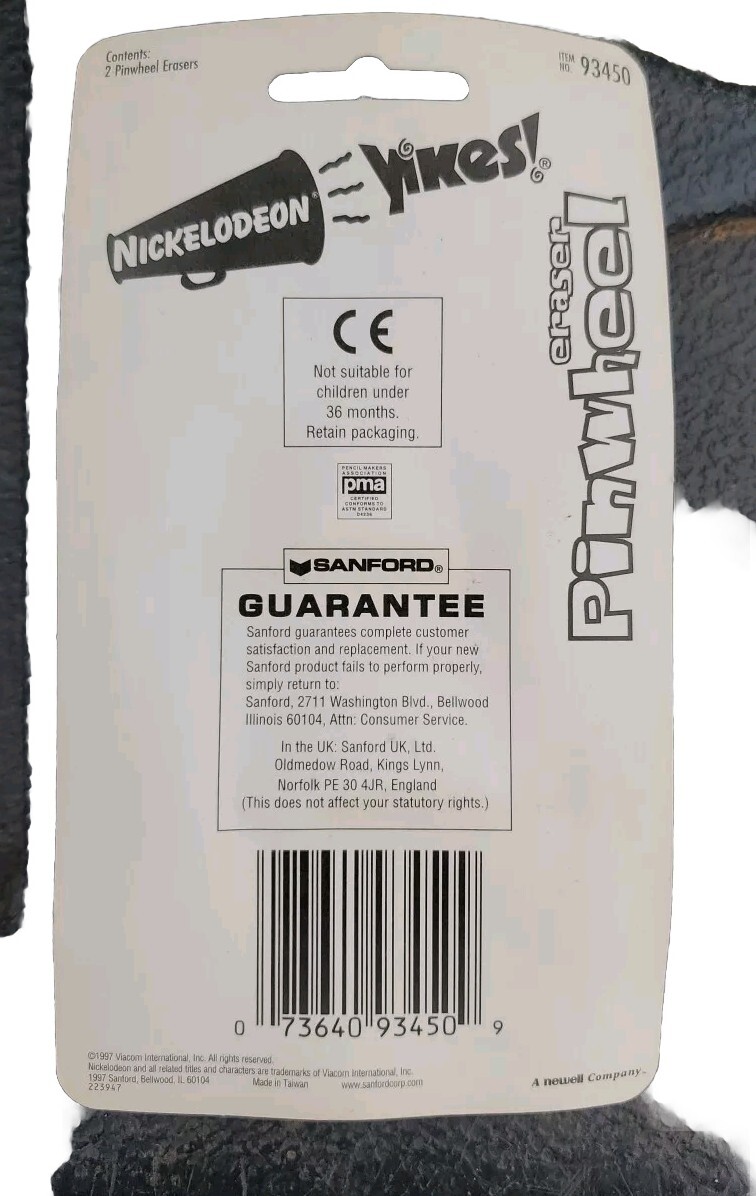 Contents:
2 Pinwheel Erasers
ITEM
NO. 93450
NICKELODEON®
Yikes!®
eraser
Pinwheel
CE
Not suitable for
children under
36 months.
Retain packaging.
PENCIL MAKERS
ASSOCIATION
pma
CERTIFIED
CONFORMS TO
ASTM STANDARD
D4236
SANFORD®
GUARANTEE
Sanford guarantees complete customer
satisfaction and replacement. If your new
Sanford product fails to perform properly,
simply return to:
Sanford, 2711 Washington Blvd., Bellwood
Illinois 60104, Attn: Consumer Service.
In the UK: Sanford UK, Ltd.
Oldmedow Road, Kings Lynn,
Norfolk PE 30 4JR, England
(This does not affect your statutory rights.)
0 73640 93450 9
©1997 Viacom International, Inc. All rights reserved.
Nickelodeon and all related titles and characters are trademarks of Viacom International, Inc.
1997 Sanford, Bellwood, IL 60104 Made in Taiwan www.sanfordcorp.com
223947
A newell Company™